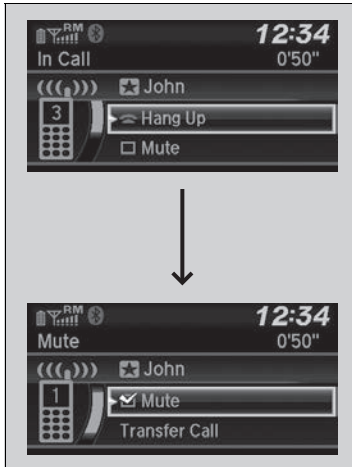 RM 12:34
In Call 0'50"
John
3
Hang Up
Mute
RM 12:34
Mute 0'50"
John
1
Mute
Transfer Call